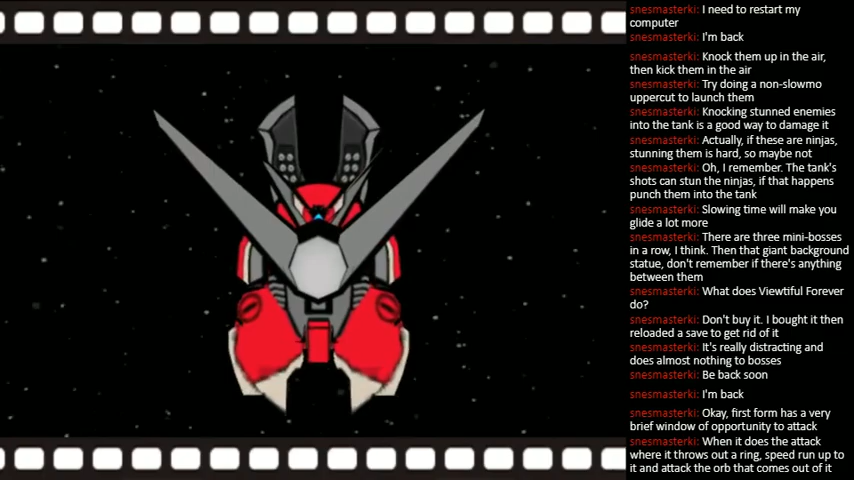 snesmasterki: I need to restart my
computer
snesmasterki: I'm back
snesmasterki: Knock them up in the air,
then kick them in the air
snesmasterki: Try doing a non-slowmo
uppercut to launch them
snesmasterki: Knocking stunned enemies
into the tank is a good way to damage it
snesmasterki: Actually, if these are ninjas,
stunning them is hard, so maybe not
snesmasterki: Oh, I remember. The tank's
shots can stun the ninjas, if that happens
punch them into the tank
snesmasterki: Slowing time will make you
glide a lot more
snesmasterki: There are three mini-bosses
in a row, I think. Then that giant background
statue, don't remember if there's anything
between them
snesmasterki: What does Viewtiful Forever
do?
snesmasterki: Don't buy it. I bought it then
reloaded a save to get rid of it
snesmasterki: It's really distracting and
does almost nothing to bosses
snesmasterki: Be back soon
snesmasterki: I'm back
snesmasterki: Okay, first form has a very
brief window of opportunity to attack
snesmasterki: When it does the attack
where it throws out a ring, speed run up to
it and attack the orb that comes out of it